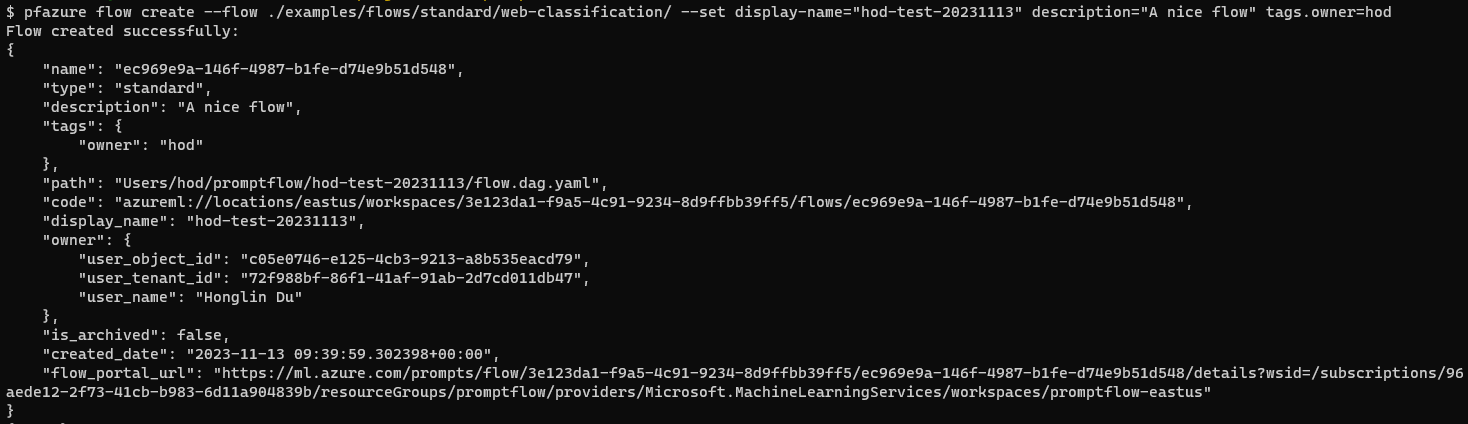 $ pfazure flow create --flow ./examples/flows/standard/web-classification/ --set display-name="hod-test-20231113" description="A nice flow" tags.owner=hod
Flow created successfully:
{
    "name": "ec969e9a-146f-4987-b1fe-d74e9b51d548",
    "type": "standard",
    "description": "A nice flow",
    "tags": {
        "owner": "hod"
    },
    "path": "Users/hod/promptflow/hod-test-20231113/flow.dag.yaml",
    "code": "azureml://locations/eastus/workspaces/3e123da1-f9a5-4c91-9234-8d9ffbb39ff5/flows/ec969e9a-146f-4987-b1fe-d74e9b51d548",
    "display_name": "hod-test-20231113",
    "owner": {
        "user_object_id": "c05e0746-e125-4cb3-9213-a8b535eacd79",
        "user_tenant_id": "72f988bf-86f1-41af-91ab-2d7cd011db47",
        "user_name": "Honglin Du"
    },
    "is_archived": false,
    "created_date": "2023-11-13 09:39:59.302398+00:00",
    "flow_portal_url": "https://ml.azure.com/prompts/flow/3e123da1-f9a5-4c91-9234-8d9ffbb39ff5/ec969e9a-146f-4987-b1fe-d74e9b51d548/details?wsid=/subscriptions/96
aede12-2f73-41cb-b983-6d11a904839b/resourceGroups/promptflow/providers/Microsoft.MachineLearningServices/workspaces/promptflow-eastus"
}